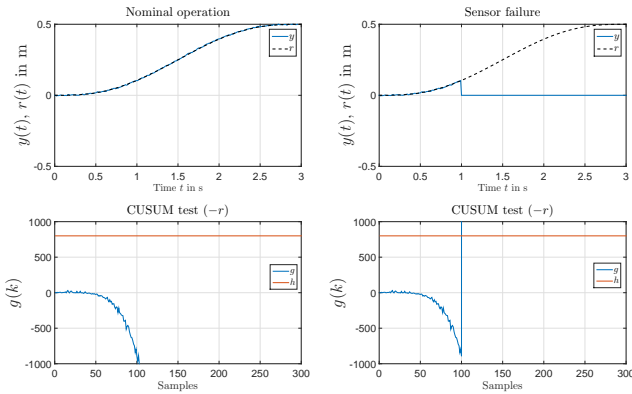 Nominal operation
0.5
0
-0.5
y(t), r(t) in m
y
r
0 0.5 1 1.5 2 2.5 3
Time t in s
Sensor failure
0.5
0
-0.5
y(t), r(t) in m
y
r
0 0.5 1 1.5 2 2.5 3
Time t in s
CUSUM test (−r)
1000
500
0
-500
-1000
g(k)
g
h
0 50 100 150 200 250 300
Samples
CUSUM test (−r)
1000
500
0
-500
-1000
g(k)
g
h
0 50 100 150 200 250 300
Samples